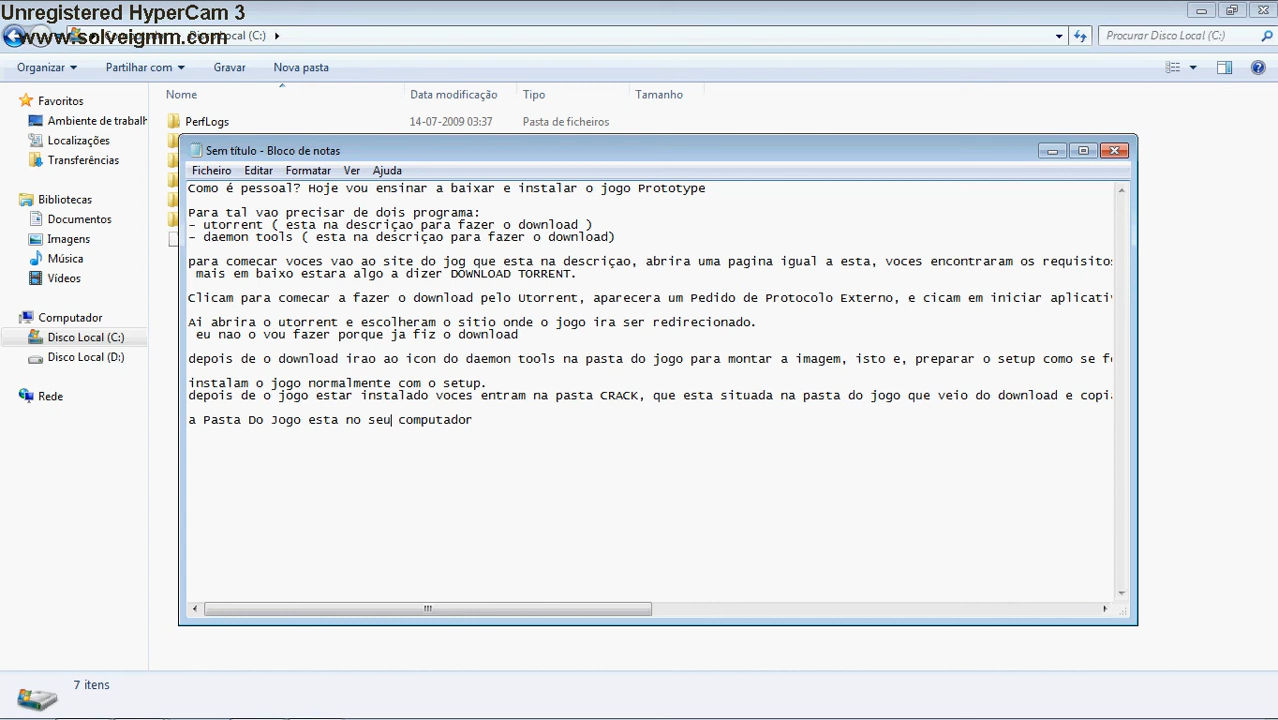 Unregistered HyperCam 3
www.solveigmm.com
Disco Local (C:)
Procurar Disco Local (C:)
Organizar
Partilhar com
Gravar
Nova pasta
Nome
Data modificação
Tipo
Tamanho
Favoritos
Ambiente de trabalh
Localizações
Transferências
Bibliotecas
Documentos
Imagens
Música
Vídeos
Computador
Disco Local (C:)
Disco Local (D:)
Rede
PerfLogs
14-07-2009 03:37
Pasta de ficheiros
Sem título - Bloco de notas
Ficheiro Editar Formatar Ver Ajuda
Como é pessoal? Hoje vou ensinar a baixar e instalar o jogo Prototype
Para tal vao precisar de dois programa:
- utorrent ( esta na descriçao para fazer o download )
- daemon tools ( esta na descriçao para fazer o download)
para comecar voces vao ao site do jog que esta na descriçao, abrira uma pagina igual a esta, voces encontraram os requisitos
mais em baixo estara algo a dizer DOWNLOAD TORRENT.
Clicam para comecar a fazer o download pelo Utorrent, aparecera um Pedido de Protocolo Externo, e cicam em iniciar aplicativ
Ai abrira o utorrent e escolheram o sitio onde o jogo ira ser redirecionado.
eu nao o vou fazer porque ja fiz o download
depois de o download irao ao icon do daemon tools na pasta do jogo para montar a imagem, isto e, preparar o setup como se f
instalam o jogo normalmente com o setup.
depois de o jogo estar instalado voces entram na pasta CRACK, que esta situada na pasta do jogo que veio do download e copi
a Pasta Do Jogo esta no seu computador
7 itens